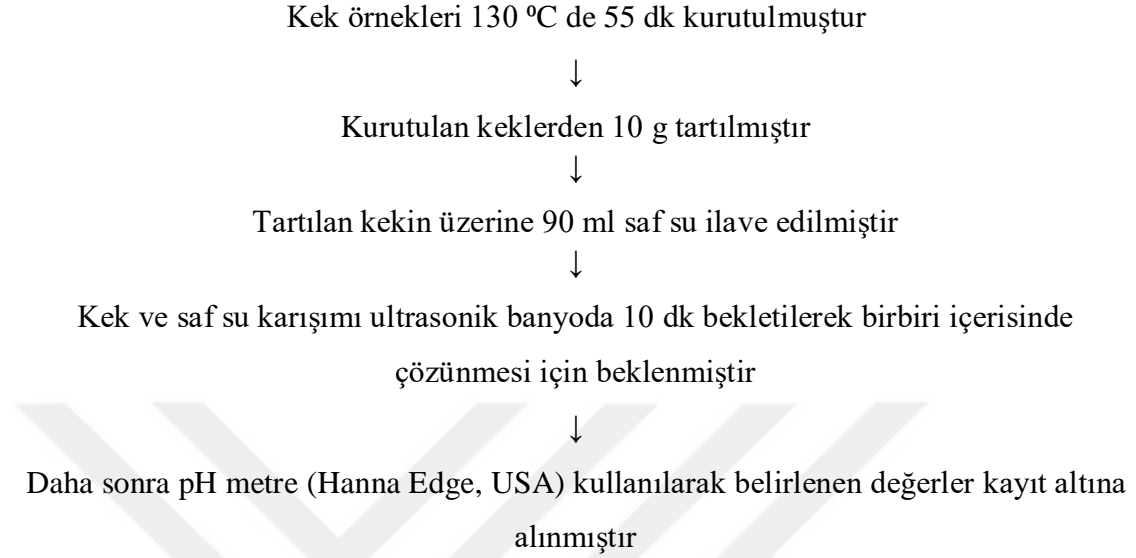 Kek örnekleri 130 ºC de 55 dk kurutulmuştur
↓
Kurutulan keklerden 10 g tartılmıştır
↓
Tartılan kekin üzerine 90 ml saf su ilave edilmiştir
↓
Kek ve saf su karışımı ultrasonik banyoda 10 dk bekletilerek birbiri içerisinde
çözünmesi için beklenmiştir
↓
Daha sonra pH metre (Hanna Edge, USA) kullanılarak belirlenen değerler kayıt altına
alınmıştır